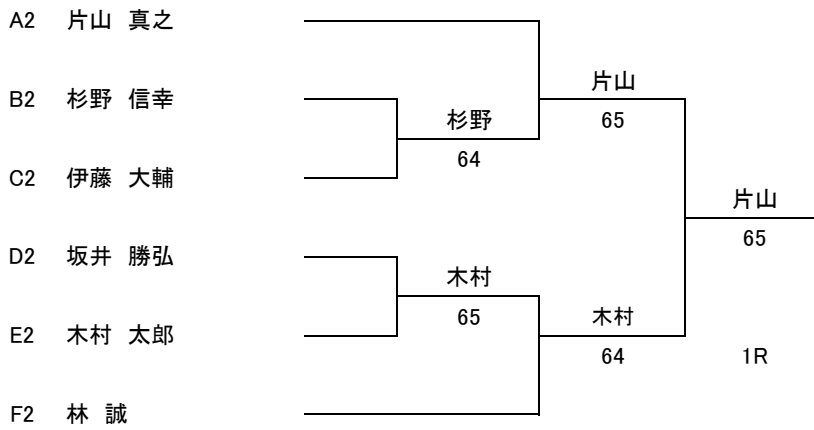 A2 片山 真之
片山
B2 杉野 信幸
杉野
65
64
C2 伊藤 大輔
片山
65
D2 坂井 勝弘
木村
65
木村
E2 木村 太郎
64
1R
F2 林 誠